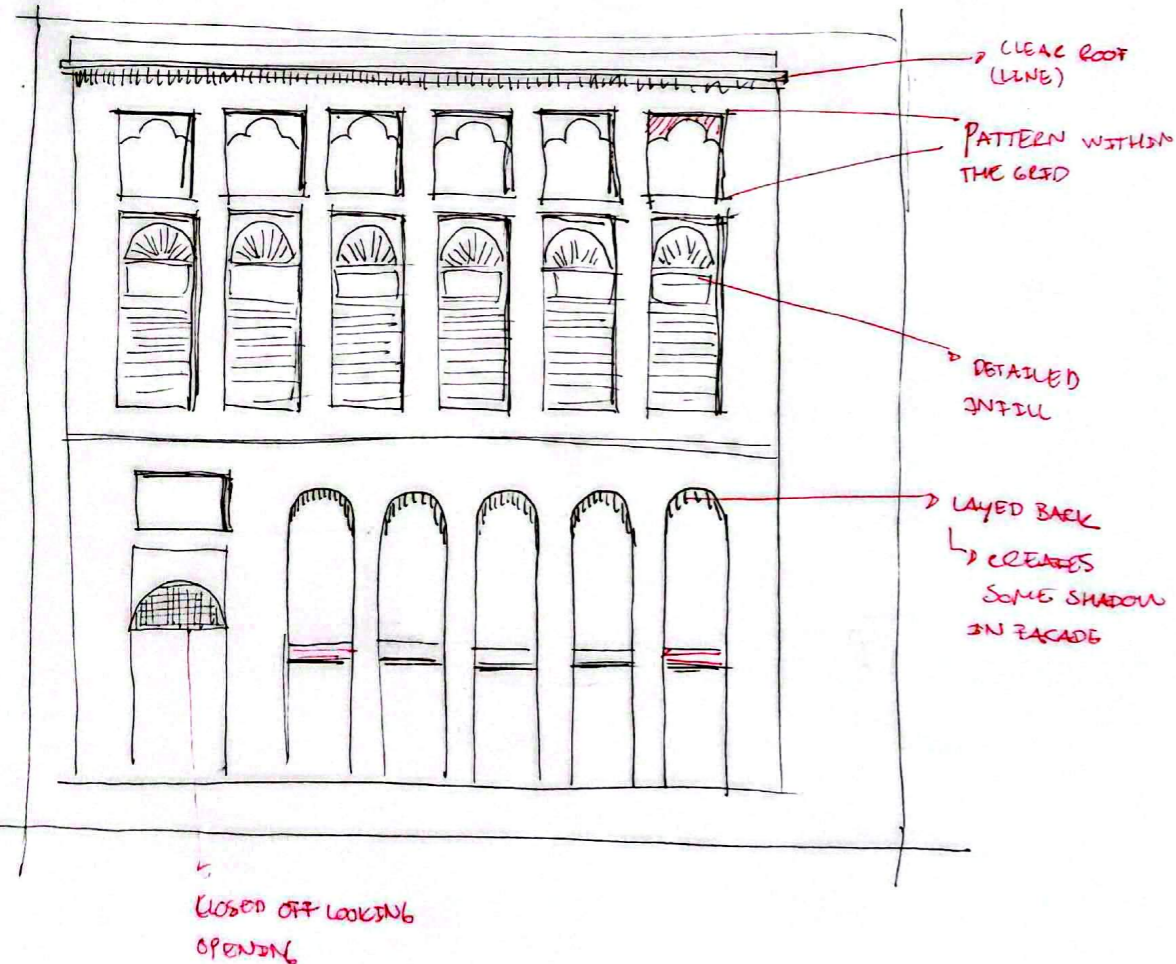 CLEAR ROOF
(LINE)
PATTERN WITHIN
THE GRID
DETAILED
INFILL
LAYED BACK
CREATES
SOME SHADOW
IN FACADE
CLOSED OFF LOOKING
OPENING